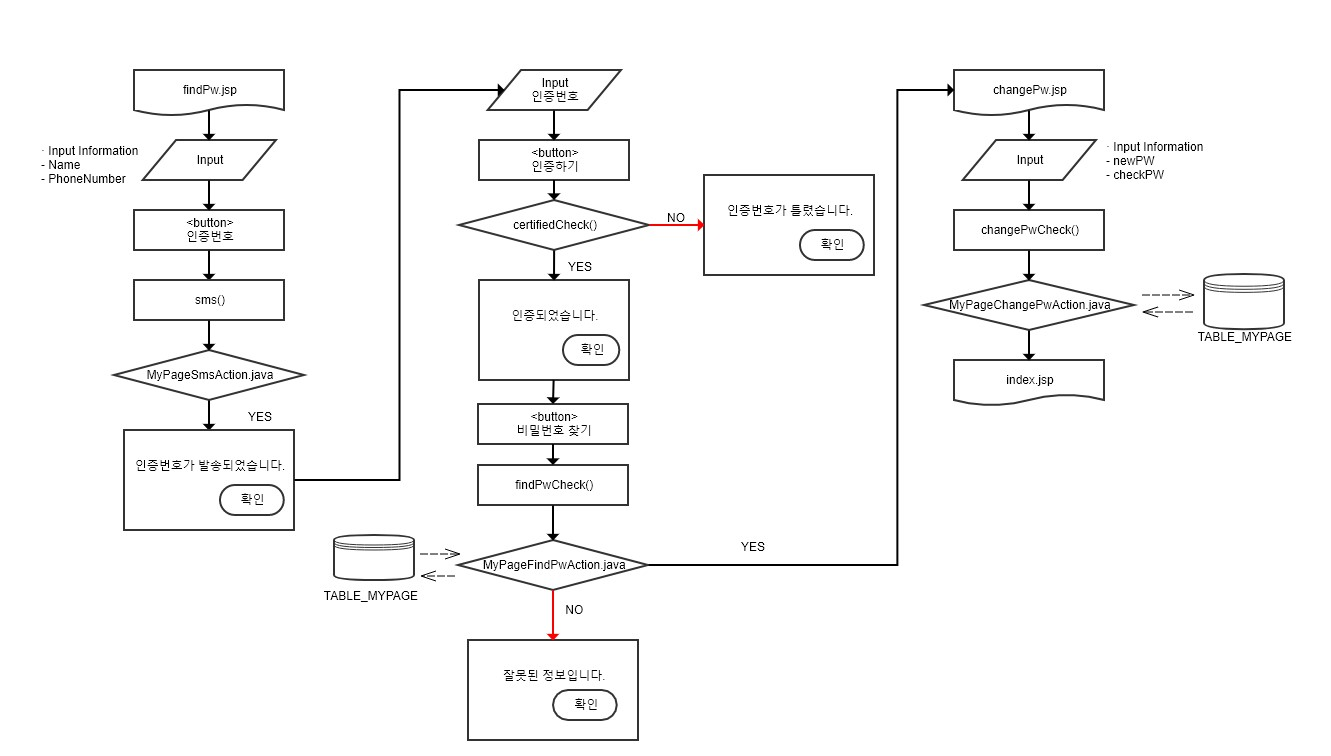 findPw.jsp
· Input Information
- Name
- PhoneNumber
Input
<button>
인증번호
sms()
MyPageSmsAction.java
YES
인증번호가 발송되었습니다.
확인
Input
인증번호
<button>
인증하기
certifiedCheck()
NO
인증번호가 틀렸습니다.
확인
YES
인증되었습니다.
확인
<button>
비밀번호 찾기
findPwCheck()
MyPageFindPwAction.java
TABLE_MYPAGE
YES
NO
잘못된 정보입니다.
확인
changePw.jsp
Input
· Input Information
- newPW
- checkPW
changePwCheck()
MyPageChangePwAction.java
TABLE_MYPAGE
index.jsp